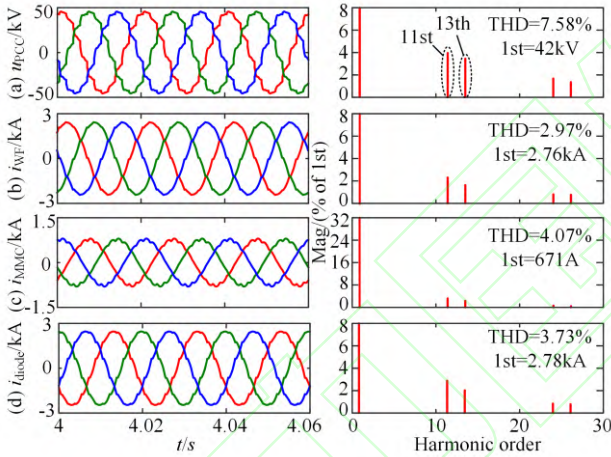 (a) uPCC/kV
50
0
-50
8
6
4
2
0
11st
13th
THD=7.58%
1st=42kV
(b) iWF/kA
3
0
-3
8
6
4
2
0
THD=2.97%
1st=2.76kA
(c) iMMC/kA
1.5
0
-1.5
Mag/(% of 1st)
32
24
16
8
0
THD=4.07%
1st=671A
(d) idiode/kA
3
0
-3
8
6
4
2
0
THD=3.73%
1st=2.78kA
4
4.02
4.04
4.06
t/s
0
10
20
30
Harmonic order